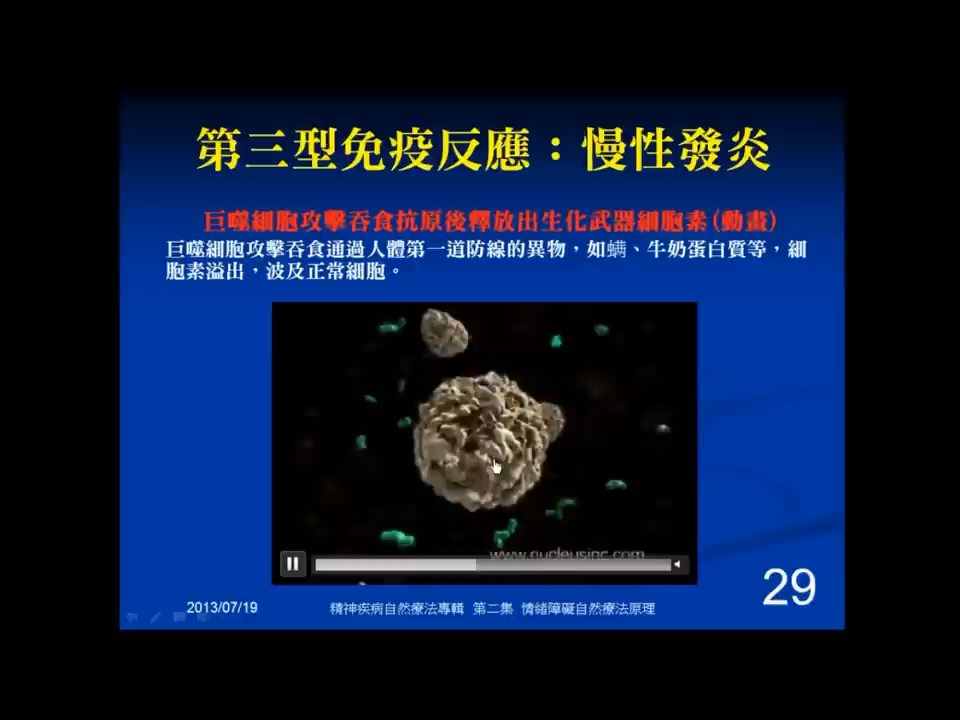 第三型免疫反應：慢性發炎
巨噬細胞攻擊吞食抗原後釋放出生化武器細胞素(動畫)
巨噬細胞攻擊吞食通過人體第一道防線的異物，如螨、牛奶蛋白質等，細
胞素溢出，波及正常細胞。
www.nucleusinc.com
29
2013/07/19
精神疾病自然療法專輯 第二集 情緒障礙自然療法原理